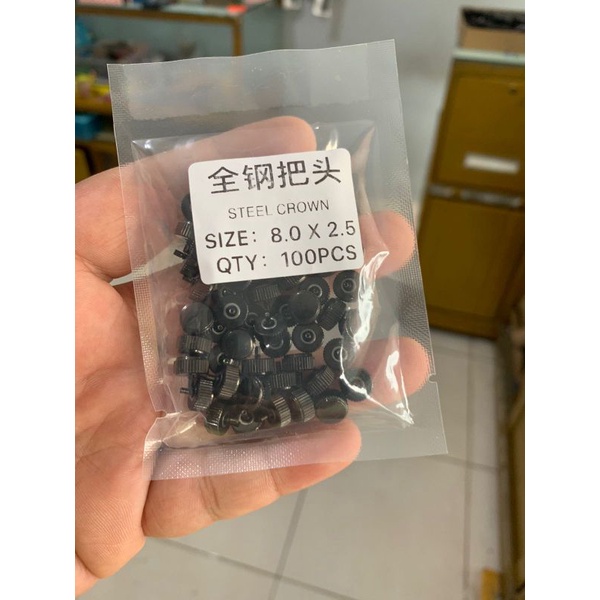 全钢把头
STEEL CROWN
SIZE: 8.0 X 2.5
QTY: 100PCS